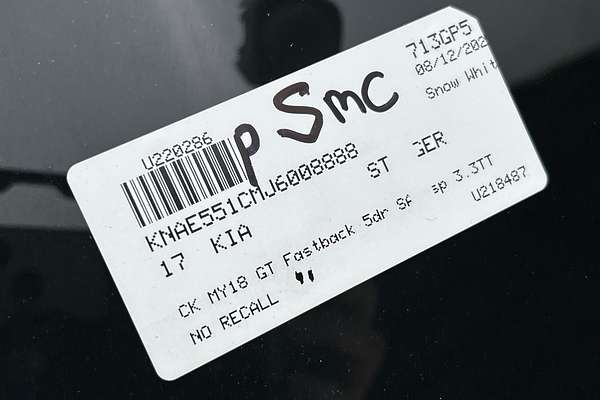 713GP5
08/12/202
Snow Whit
U220286
P SMC
KNAE551CMJ6008888
17 KIA ST GER
CK MY18 GT Fastback 5dr SA sp 3.3TT
NO RECALL U218487